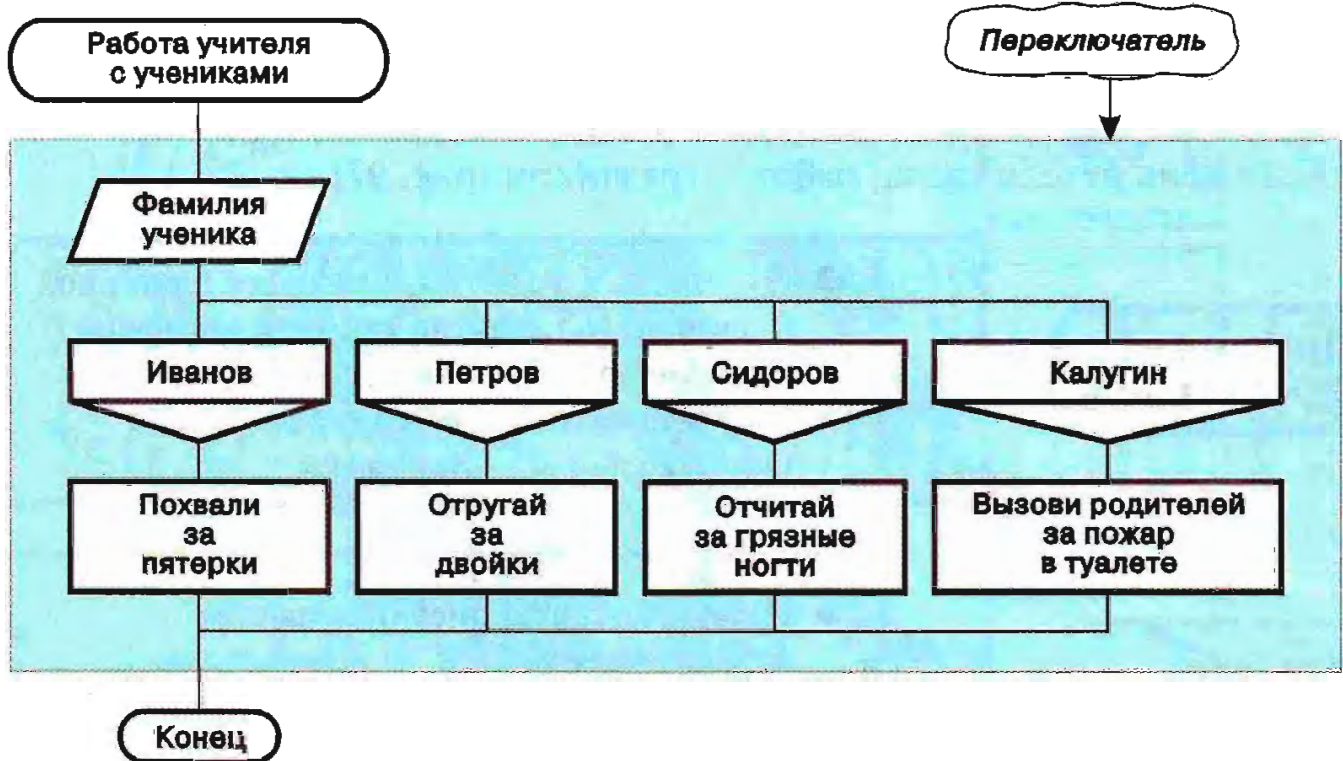 Работа учителя
с учениками
Переключатель
Фамилия
ученика
Иванов
Петров
Сидоров
Калугин
Похвали
за
пятерки
Отругай
за
двойки
Отчитай
за грязные
ногти
Вызови родителей
за пожар
в туалете
Конец